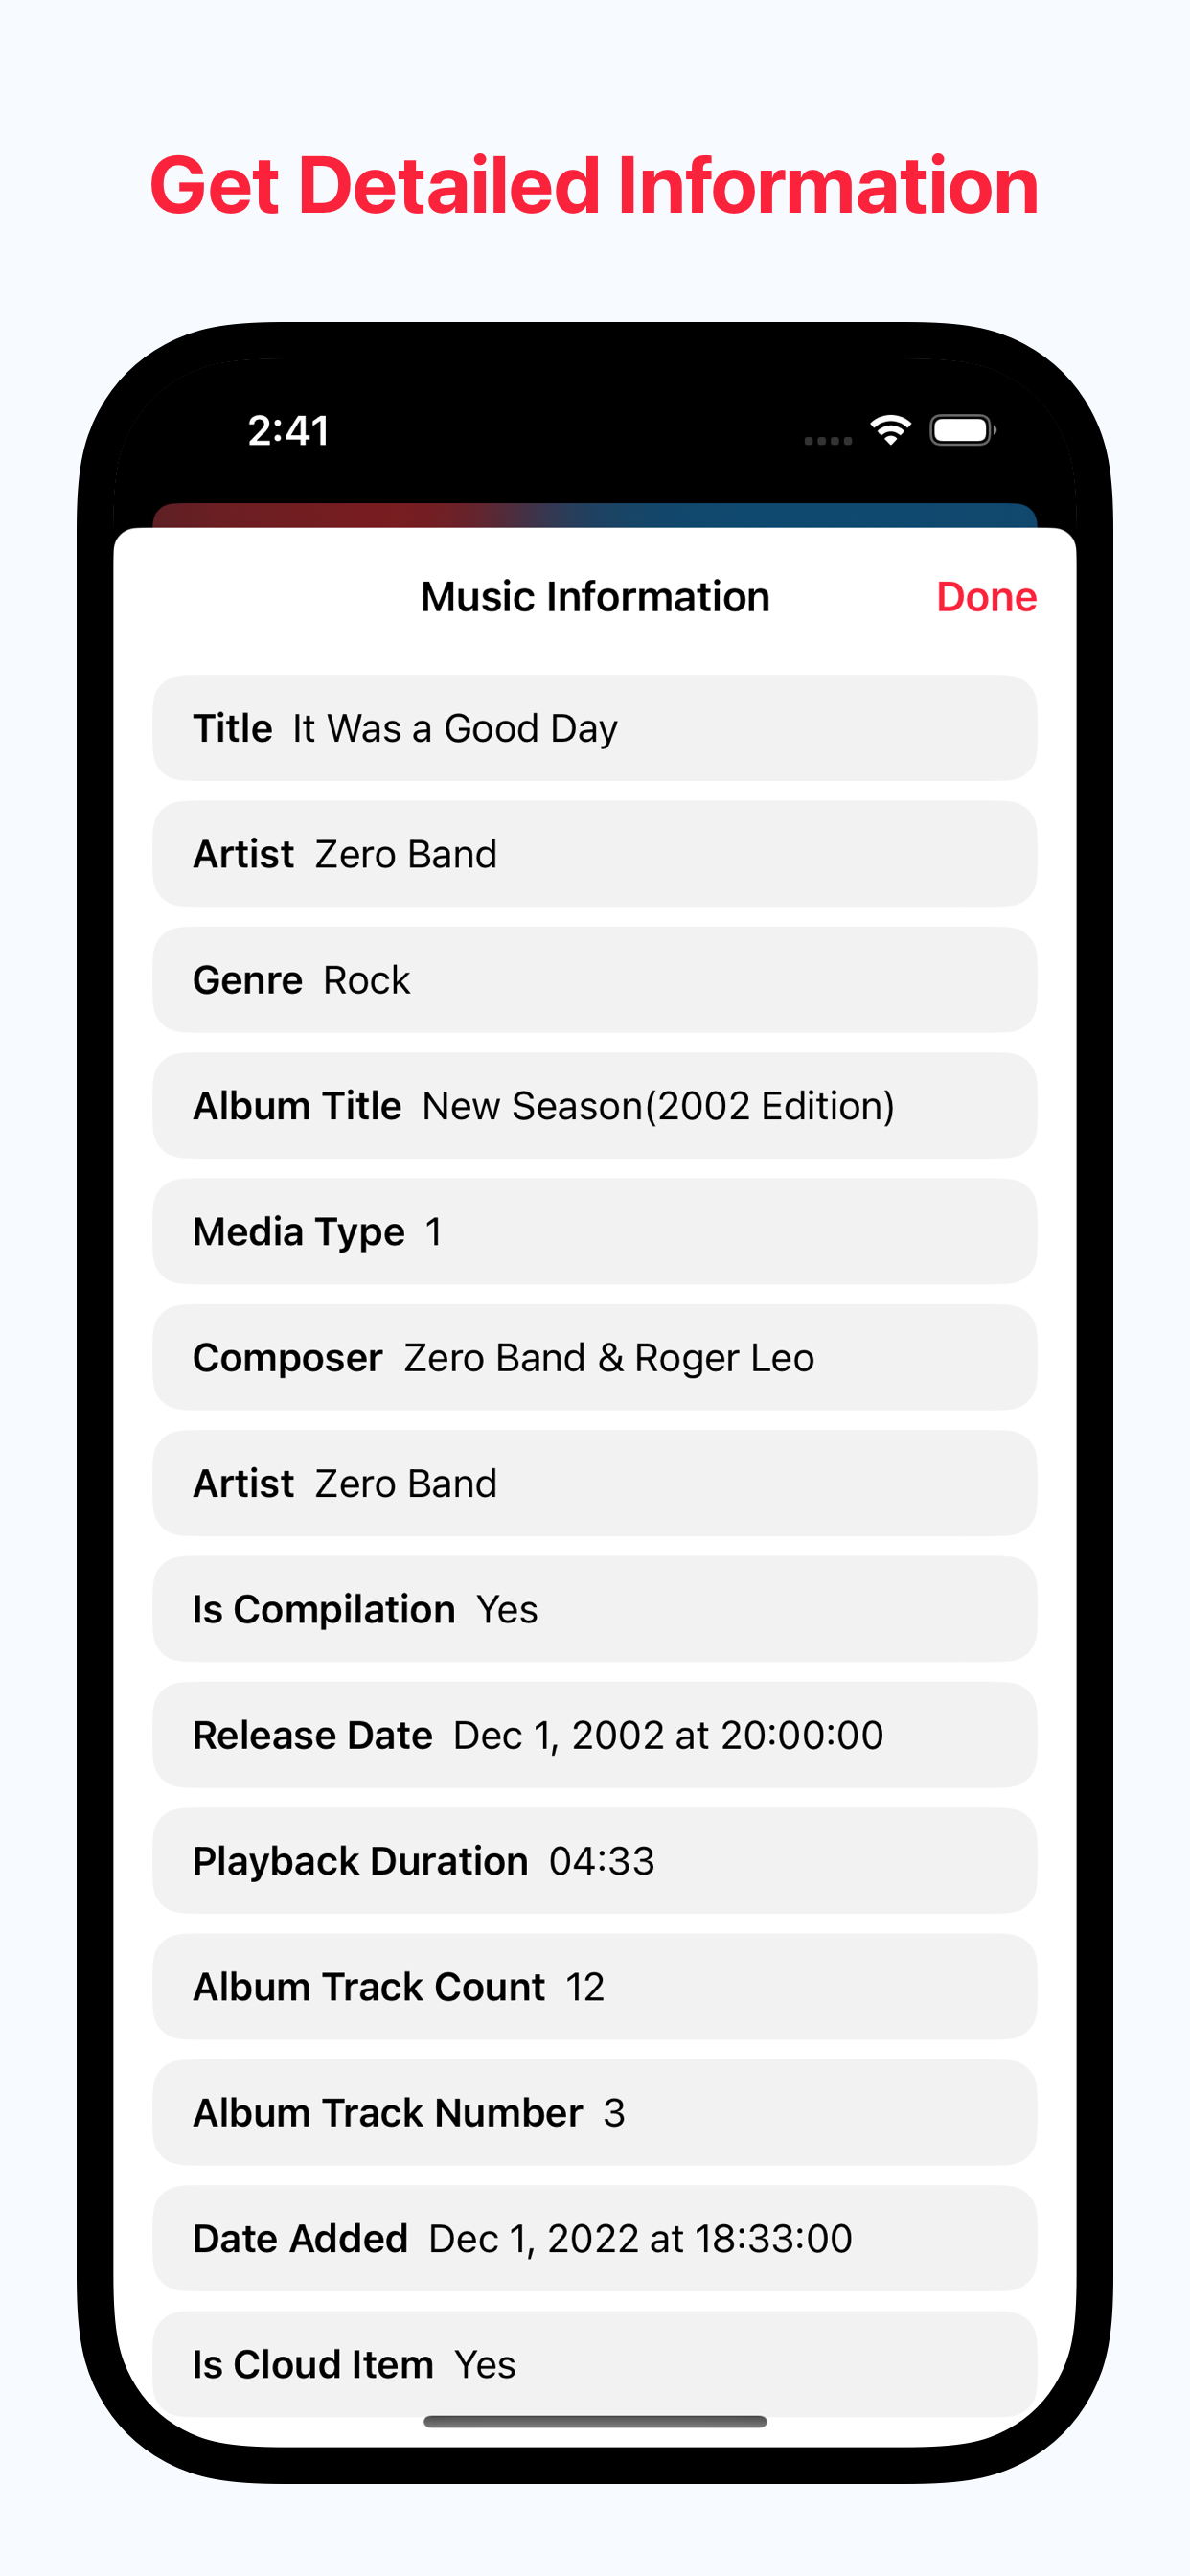 Get Detailed Information
2:41
Music Information Done
Title It Was a Good Day
Artist Zero Band
Genre Rock
Album Title New Season(2002 Edition)
Media Type 1
Composer Zero Band & Roger Leo
Artist Zero Band
Is Compilation Yes
Release Date Dec 1, 2002 at 20:00:00
Playback Duration 04:33
Album Track Count 12
Album Track Number 3
Date Added Dec 1, 2022 at 18:33:00
Is Cloud Item Yes